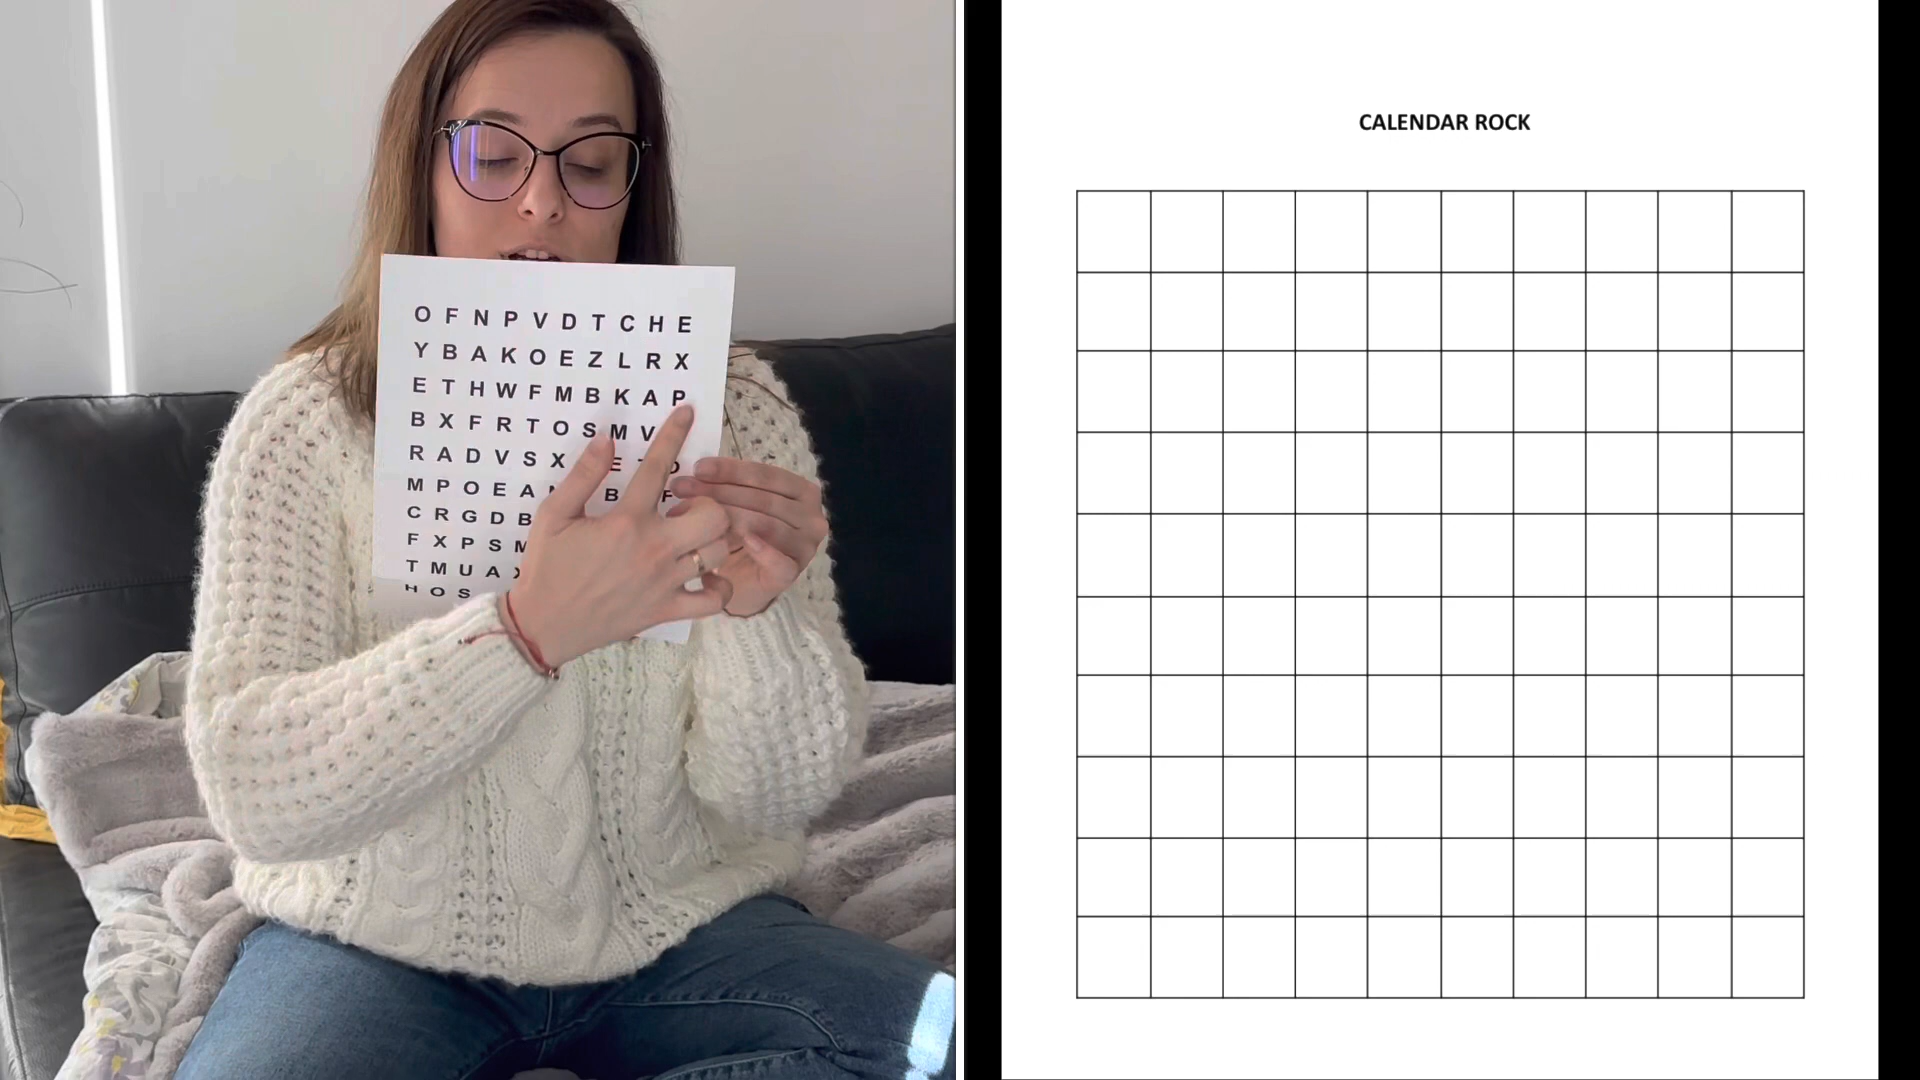 O F N P V D T C H E
Y B A K O E Z L R X
E T H W F M B K A P
B X F R T O S M V
R A D V S X E
M P O E A B F
C R G D B
F X P S M
T M U A X
H O S
CALENDAR ROCK